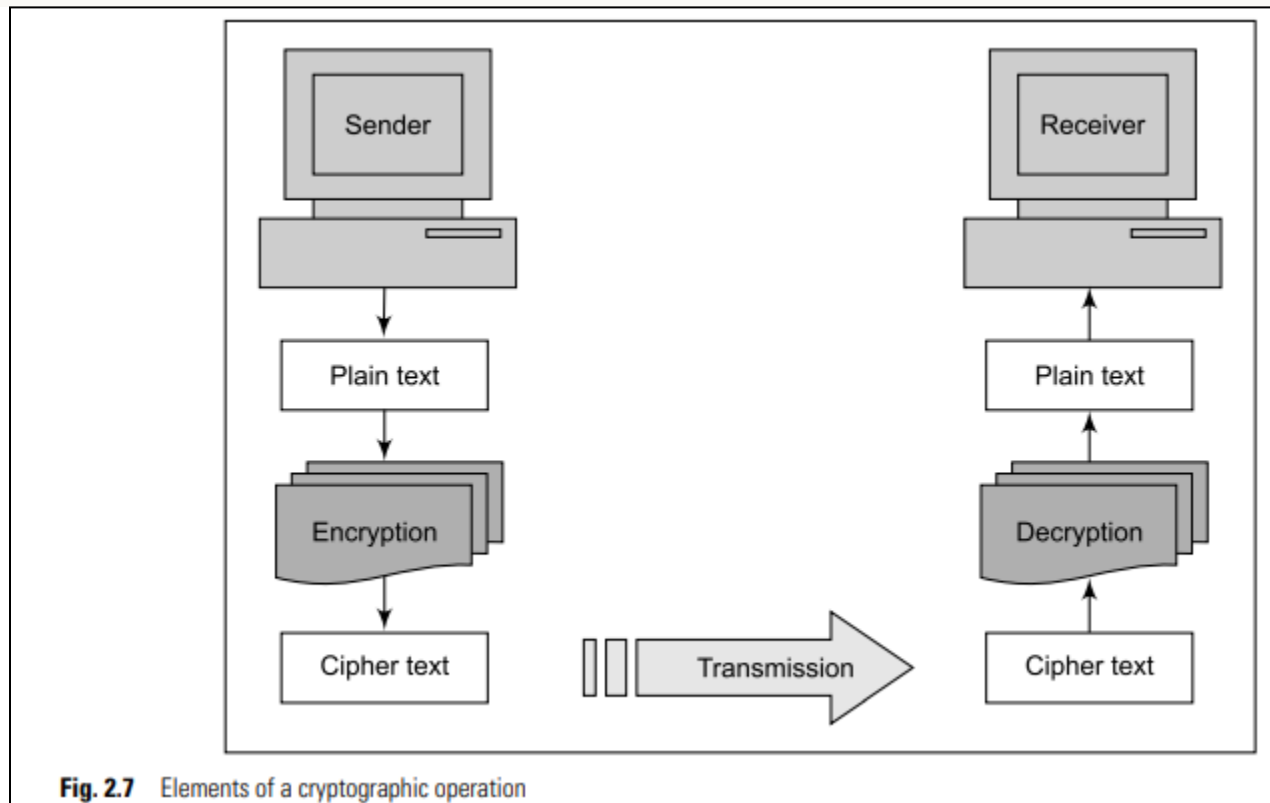 Sender
Receiver
Plain text
Plain text
Encryption
Decryption
Cipher text
Transmission
Cipher text
Fig. 2.7 Elements of a cryptographic operation